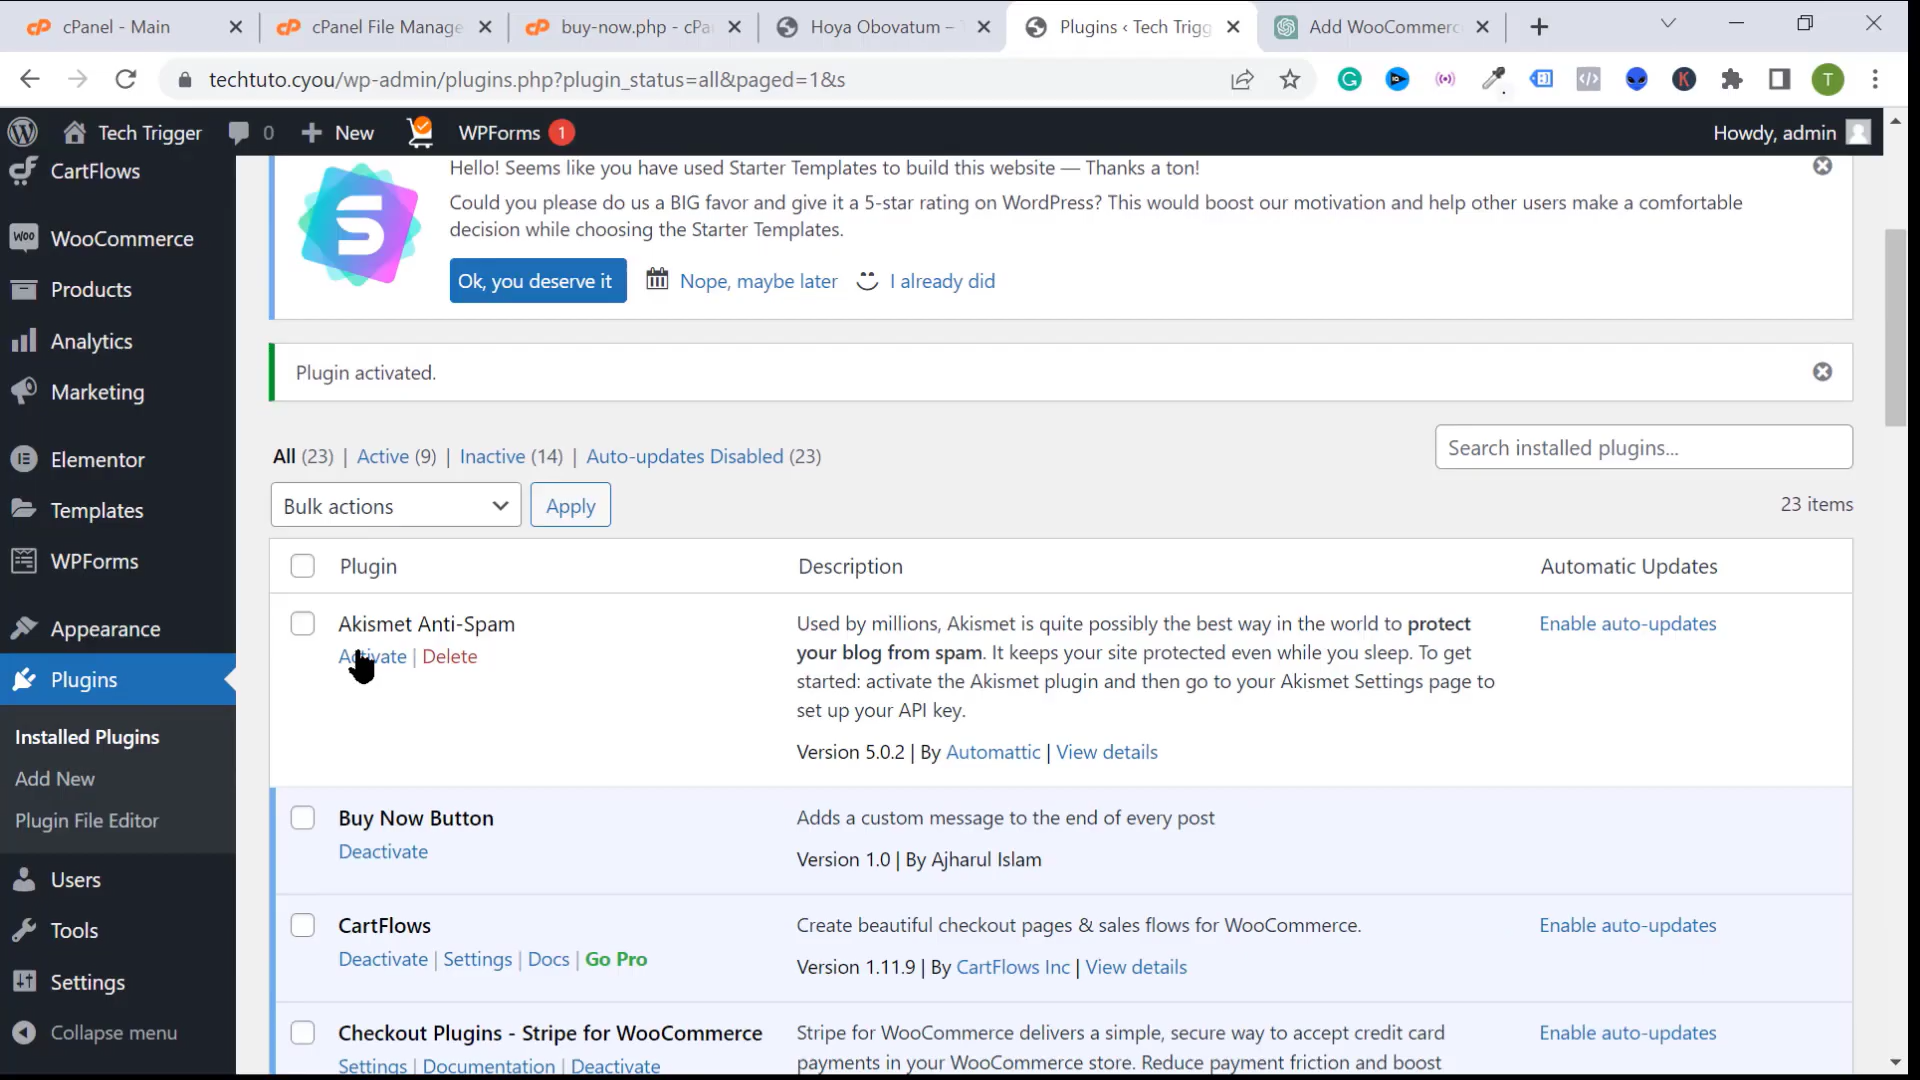 cPanel - Main
cPanel File Manage
buy-now.php - cPa
Hoya Obovatum –
Plugins ‹ Tech Trigg
Add WooCommerc
techtuto.cyou/wp-admin/plugins.php?plugin_status=all&paged=1&s
T
Tech Trigger
0
New
WPForms 1
Howdy, admin
CartFlows
WooCommerce
Products
Analytics
Marketing
Elementor
Templates
WPForms
Appearance
Plugins
Installed Plugins
Add New
Plugin File Editor
Users
Tools
Settings
Collapse menu
Hello! Seems like you have used Starter Templates to build this website — Thanks a ton!
Could you please do us a BIG favor and give it a 5-star rating on WordPress? This would boost our motivation and help other users make a comfortable
decision while choosing the Starter Templates.
Ok, you deserve it
Nope, maybe later
I already did
Plugin activated.
All (23) | Active (9) | Inactive (14) | Auto-updates Disabled (23)
Search installed plugins...
Bulk actions
Apply
23 items
Plugin
Description
Automatic Updates
Akismet Anti-Spam
Activate | Delete
Used by millions, Akismet is quite possibly the best way in the world to protect
your blog from spam. It keeps your site protected even while you sleep. To get
started: activate the Akismet plugin and then go to your Akismet Settings page to
set up your API key.
Version 5.0.2 | By Automattic | View details
Enable auto-updates
Buy Now Button
Deactivate
Adds a custom message to the end of every post
Version 1.0 | By Ajharul Islam
CartFlows
Deactivate | Settings | Docs | Go Pro
Create beautiful checkout pages & sales flows for WooCommerce.
Version 1.11.9 | By CartFlows Inc | View details
Enable auto-updates
Checkout Plugins - Stripe for WooCommerce
Settings | Documentation | Deactivate
Stripe for WooCommerce delivers a simple, secure way to accept credit card
payments in your WooCommerce store. Reduce payment friction and boost
Enable auto-updates